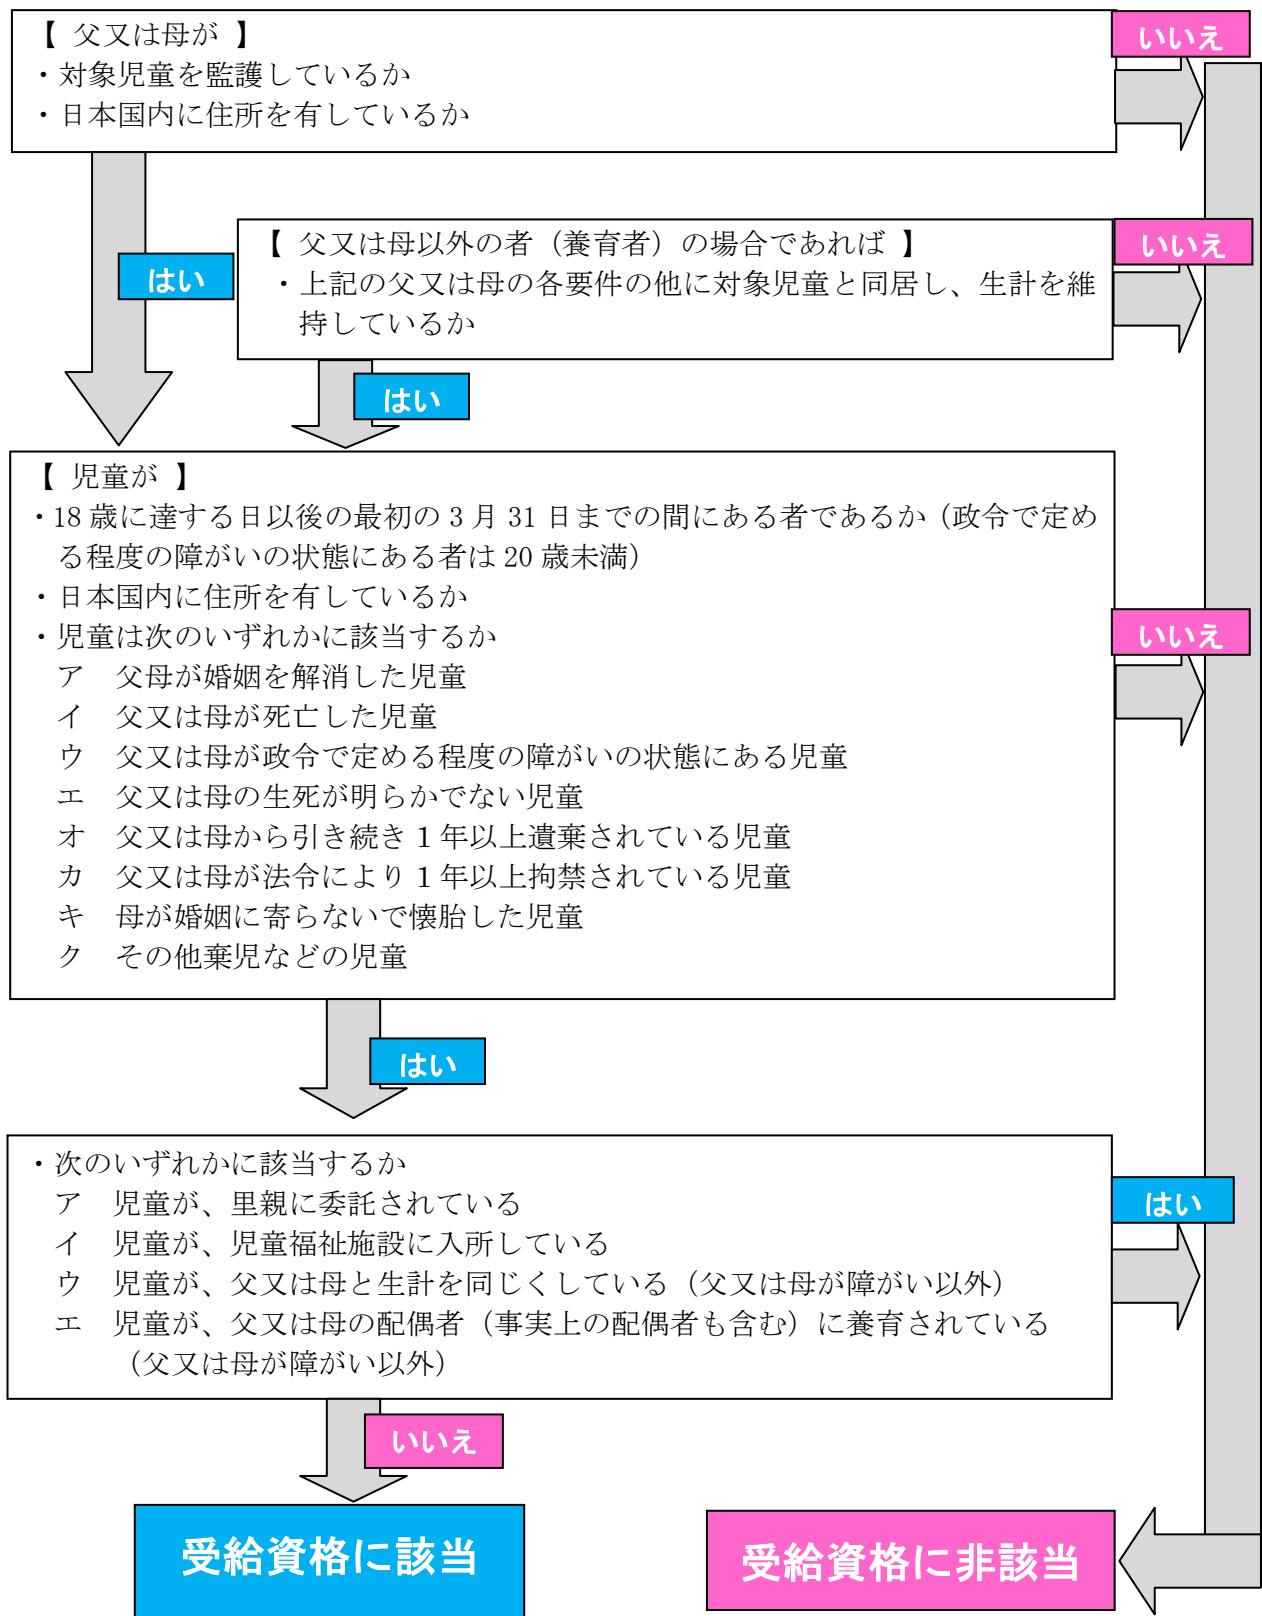 【 父又は母が 】
・対象児童を監護しているか
・日本国内に住所を有しているか
いいえ
はい
【 父又は母以外の者（養育者）の場合であれば 】
・上記の父又は母の各要件の他に対象児童と同居し、生計を維
持しているか
いいえ
はい
【 児童が 】
・18 歳に達する日以後の最初の 3 月 31 日までの間にある者であるか（政令で定め
る程度の障がいの状態にある者は 20 歳未満）
・日本国内に住所を有しているか
・児童は次のいずれかに該当するか
ア 父母が婚姻を解消した児童
イ 父又は母が死亡した児童
ウ 父又は母が政令で定める程度の障がいの状態にある児童
エ 父又は母の生死が明らかでない児童
オ 父又は母から引き続き 1 年以上遺棄されている児童
カ 父又は母が法令により 1 年以上拘禁されている児童
キ 母が婚姻に寄らないで懐胎した児童
ク その他棄児などの児童
いいえ
はい
・次のいずれかに該当するか
ア 児童が、里親に委託されている
イ 児童が、児童福祉施設に入所している
ウ 児童が、父又は母と生計を同じくしている（父又は母が障がい以外）
エ 児童が、父又は母の配偶者（事実上の配偶者も含む）に養育されている
（父又は母が障がい以外）
はい
いいえ
受給資格に該当
受給資格に非該当